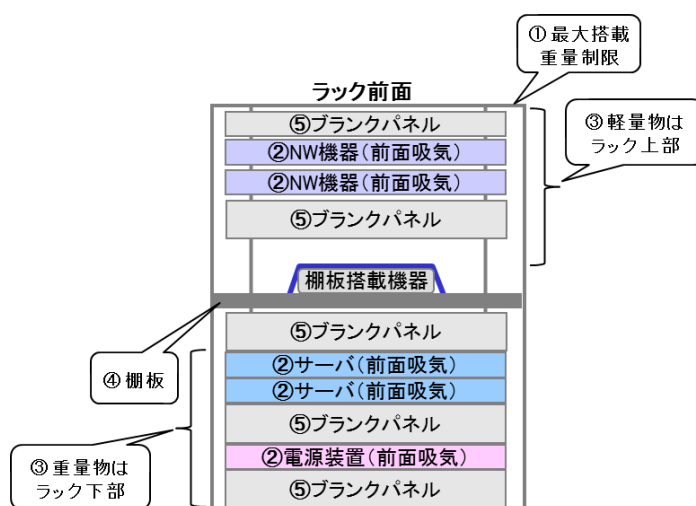 ①最大搭載
重量制限
ラック前面
⑤ブランクパネル
②NW機器(前面吸気)
②NW機器(前面吸気)
⑤ブランクパネル
③軽量物は
ラック上部
棚板搭載機器
⑤ブランクパネル
②サーバ(前面吸気)
②サーバ(前面吸気)
⑤ブランクパネル
②電源装置(前面吸気)
⑤ブランクパネル
④棚板
③重量物は
ラック下部